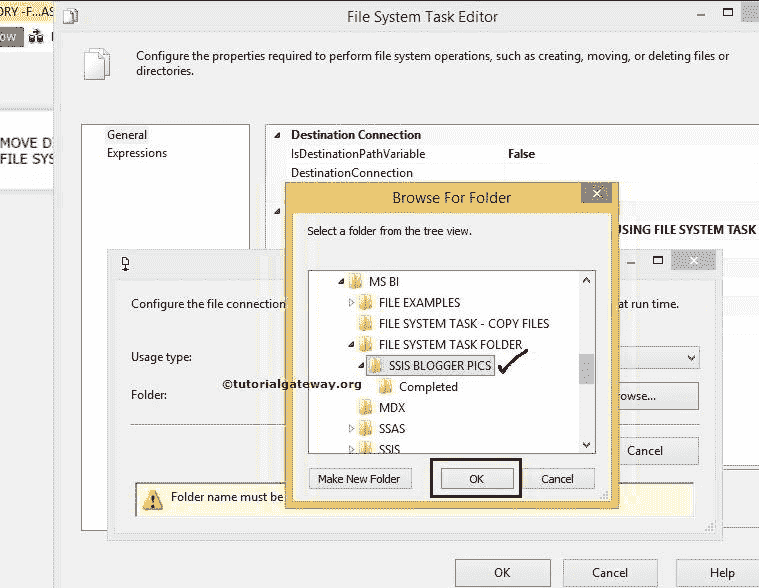 ORY -F...AS
File System Task Editor
ow
Configure the properties required to perform file system operations, such as creating, moving, or deleting files or
directories.
General
Expressions
MOVE D
FILE SYS
Destination Connection
IsDestinationPathVariable False
DestinationConnection
USING FILE SYSTEM TASK
Browse For Folder
Select a folder from the tree view.
MS BI
FILE EXAMPLES
FILE SYSTEM TASK - COPY FILES
FILE SYSTEM TASK FOLDER
SSIS BLOGGER PICS
Completed
MDX
SSAS
SSIS
Make New Folder
OK
Cancel
Configure the file connection at run time.
Usage type:
©tutorialgateway.org
Folder:
rowse...
Cancel
Folder name must be
OK
Cancel
Help